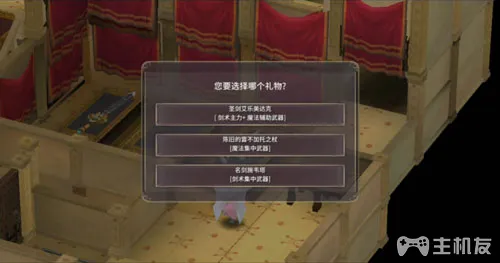 您要选择哪个礼物?
圣剑艾乐美达克
[ 剑术主力+ 魔法辅助武器]
陈旧的雷不加托之杖
[魔法集中武器]
名剑施韦塔
[剑术集中武器]
主机友